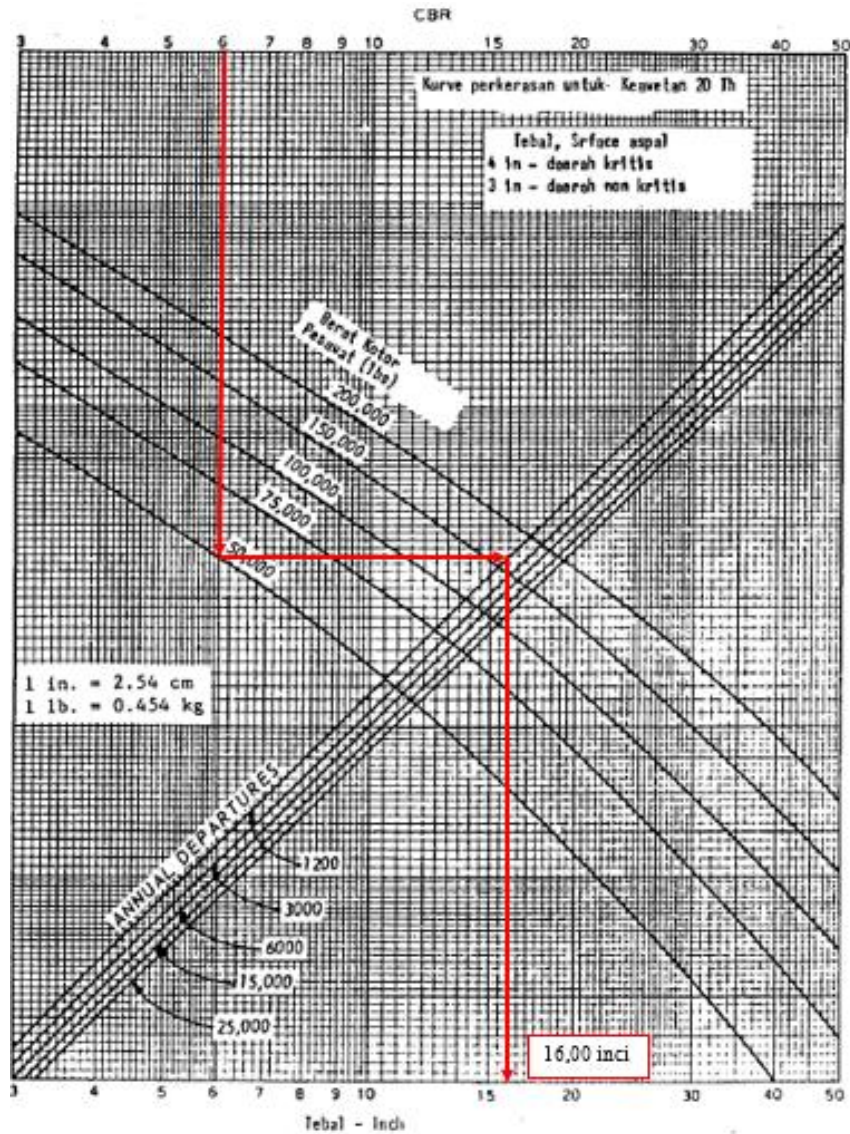 CBR
3 4 5 6 7 8 9 10 15 20 30 40 50
Kurve perkerasan untuk- Keawetan 20 Th
Tebal, Srface aspal
4 in - daerah kritis
3 in - daerah non kritis
Berat Kotor
Pesawat (lbs)
200,000
150,000
100,000
75,000
50,000
1 in. = 2.54 cm
1 lb. = 0.454 kg
ANNUAL DEPARTURES
1200
3000
6000
15,000
25,000
16,00 inci
3 4 5 6 7 8 9 10 15 20 30 40 50
Tebal - Inch